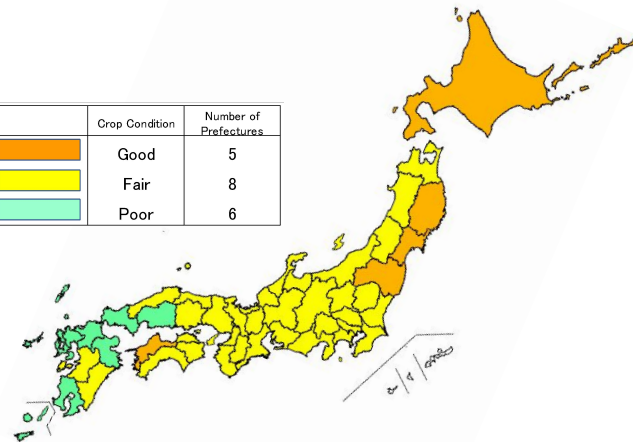 Crop Condition
Number of
Prefectures
Good
5
Fair
8
Poor
6